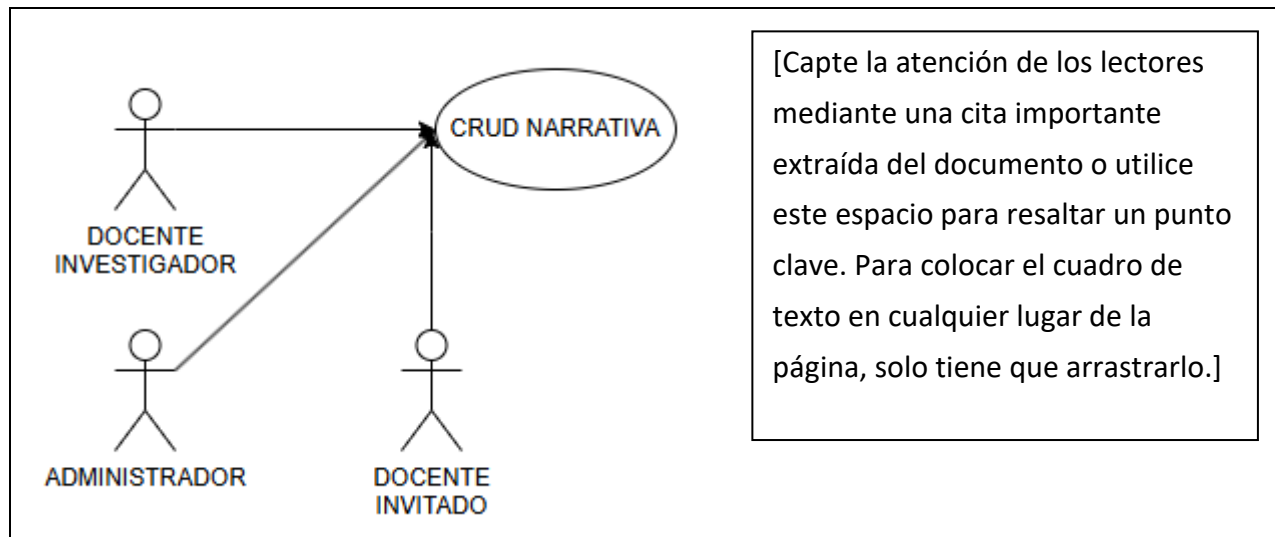 CRUD NARRATIVA
DOCENTE
INVESTIGADOR
ADMINISTRADOR
DOCENTE
INVITADO
[Capte la atención de los lectores
mediante una cita importante
extraída del documento o utilice
este espacio para resaltar un punto
clave. Para colocar el cuadro de
texto en cualquier lugar de la
página, solo tiene que arrastrarlo.]